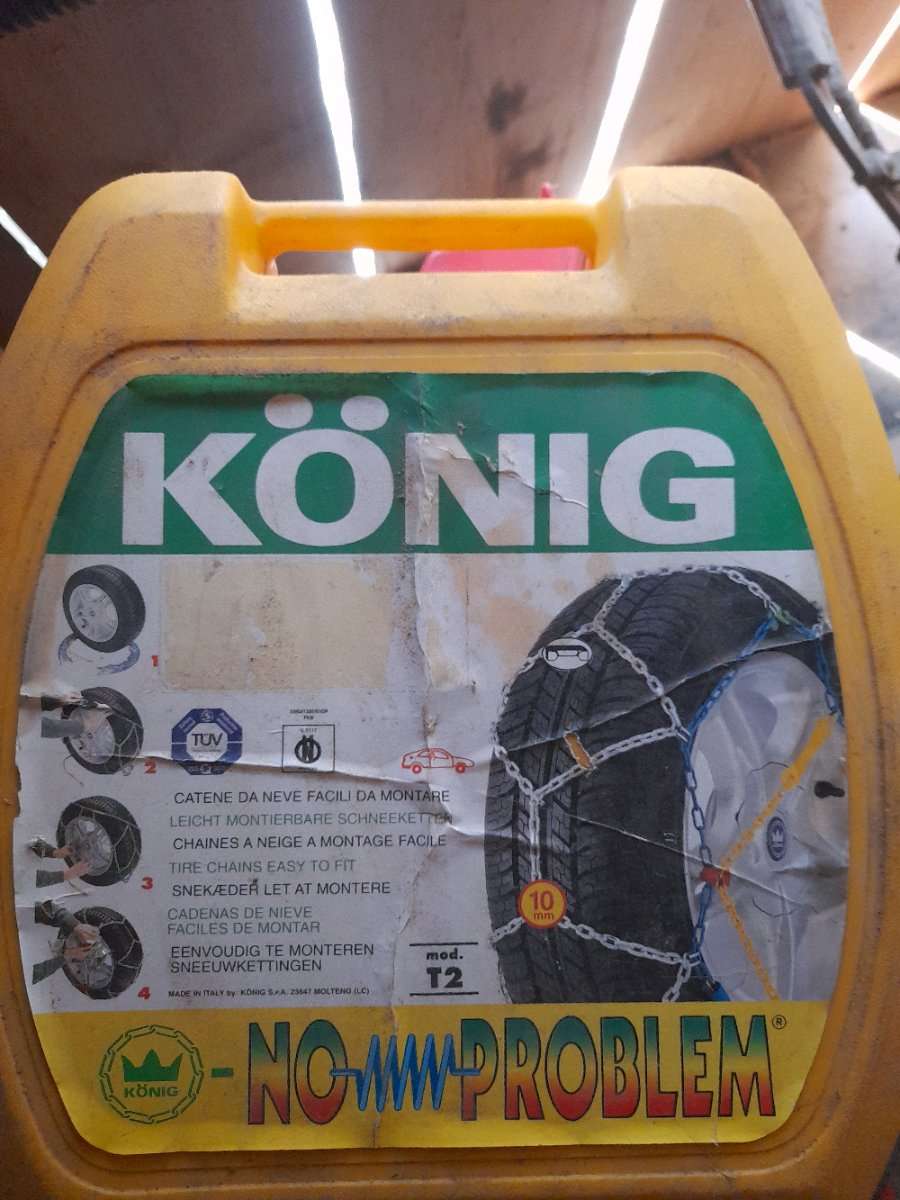 KÖNIG
1
2
3
4
TÜV
CATENE DA NEVE FACILI DA MONTARE
LEICHT MONTIERBARE SCHNEEKETTEN
CHAINES A NEIGE A MONTAGE FACILE
TIRE CHAINS EASY TO FIT
SNEKÆDER LET AT MONTERE
CADENAS DE NIEVE
FACILES DE MONTAR
EENVOUDIG TE MONTEREN
SNEEUWKETTINGEN
MADE IN ITALY by: KÖNIG S.P.A. 23847 MOLTENO (LC)
10
mm
mod.
T2
KÖNIG
- NO PROBLEM®